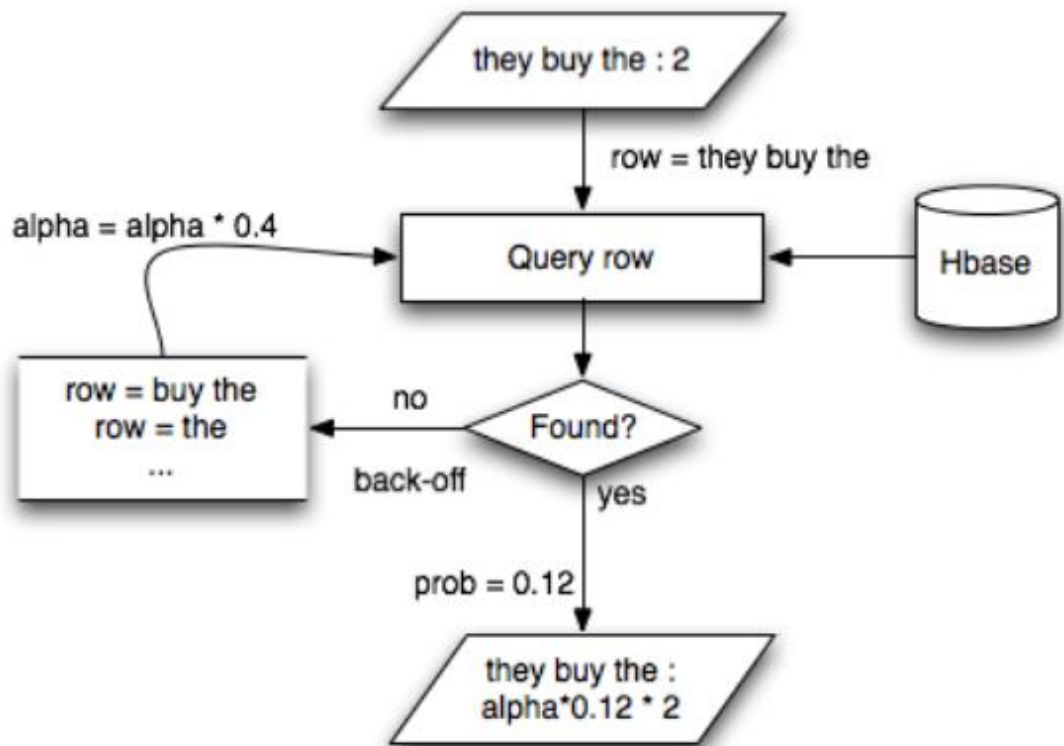 they buy the : 2
row = they buy the
alpha = alpha * 0.4
Query row
Hbase
row = buy the
row = the
...
no
Found?
back-off
yes
prob = 0.12
they buy the :
alpha*0.12 * 2